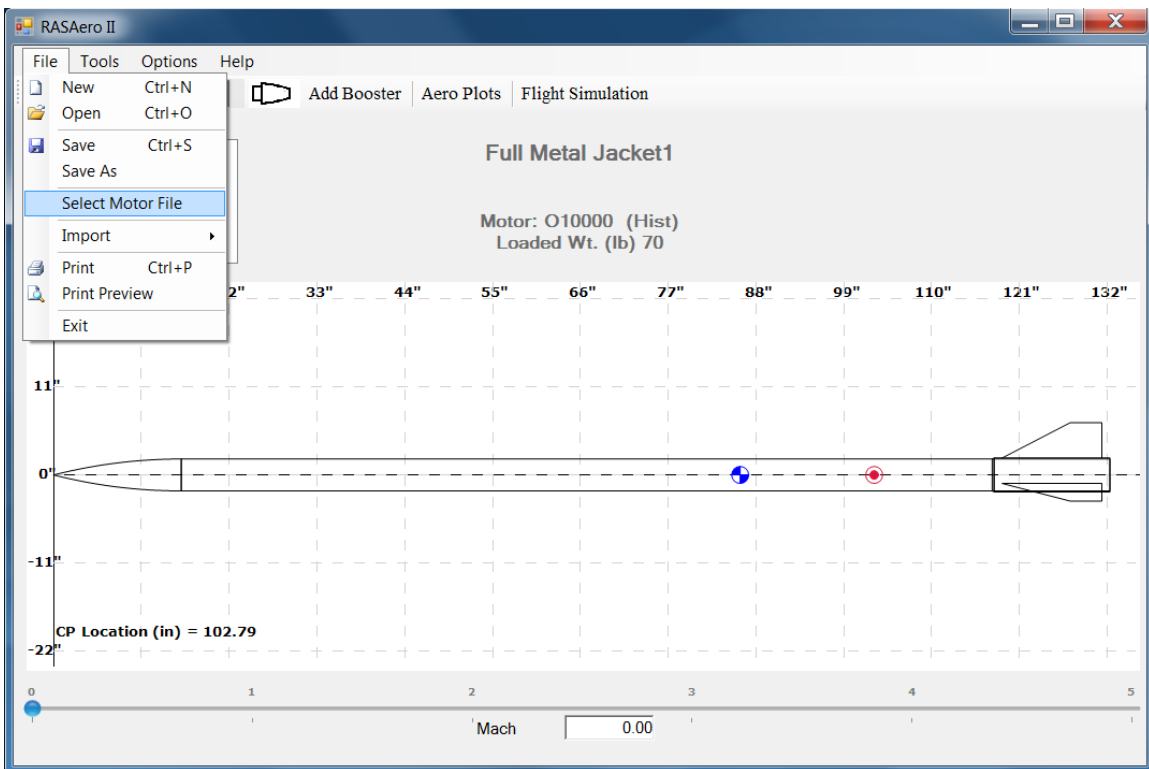 RASAero II
File Tools Options Help
New Ctrl+N
Open Ctrl+O
Save Ctrl+S
Save As
Select Motor File
Import
Print Ctrl+P
Print Preview
Exit
Add Booster Aero Plots Flight Simulation
Full Metal Jacket1
Motor: O10000 (Hist)
Loaded Wt. (lb) 70
2" 33" 44" 55" 66" 77" 88" 99" 110" 121" 132"
11"
0"
-11"
CP Location (in) = 102.79
-22"
0 1 2 3 4 5
Mach 0.00